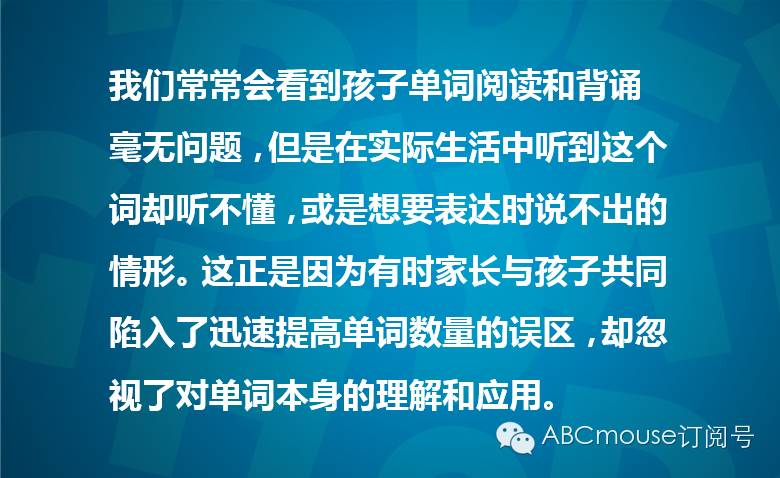 我们常常会看到孩子单词阅读和背诵
毫无问题，但是在实际生活中听到这个
词却听不懂，或是想要表达时说不出的
情形。这正是因为有时家长与孩子共同
陷入了迅速提高单词数量的误区，却忽
视了对单词本身的理解和应用。
ABCmouse订阅号